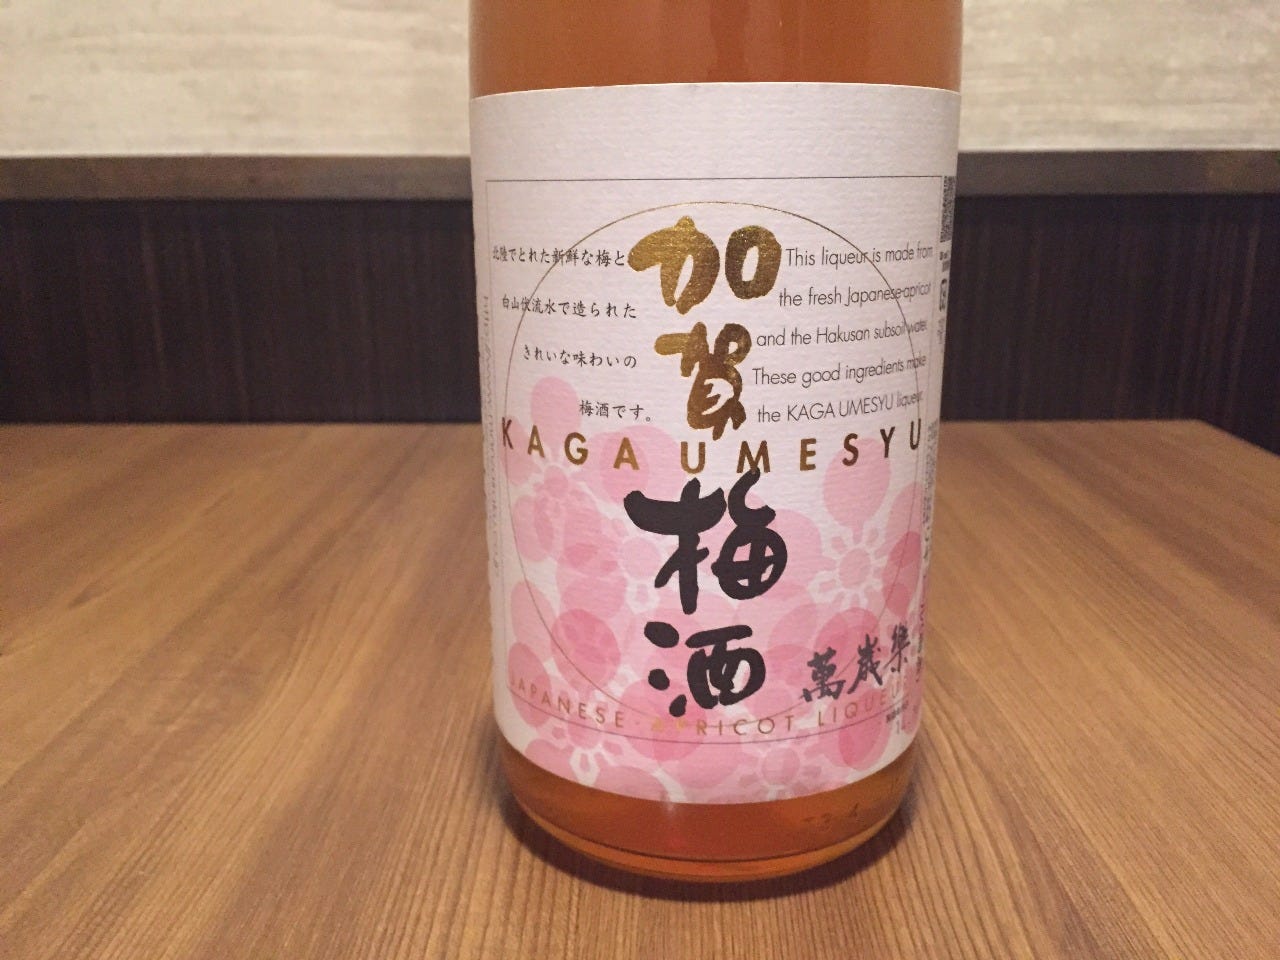 加賀
梅酒
北陸でとれた新鮮な梅と
白山伏流水で造られた
きれいな味わいの
梅酒です。
This liqueur is made from
the fresh Japanese-apricot
and the Hakusan subsoil water.
These good ingredients make
the KAGA UMESYU liqueur.
KAGA UMESYU
萬歳樂
JAPANESE·APRICOT LIQUEUR